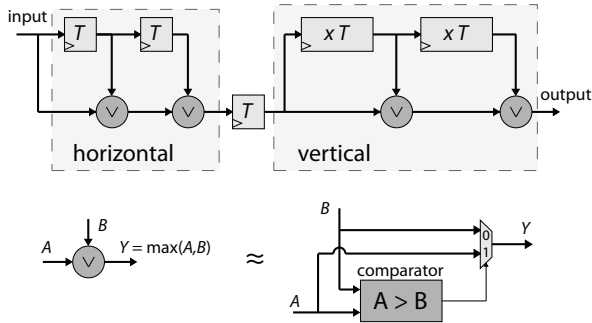 input
T
T
∨
∨
horizontal
T
x T
x T
∨
∨
output
vertical
A
B
∨
Y = max(A,B)
≈
B
A
0
1
Y
comparator
A > B